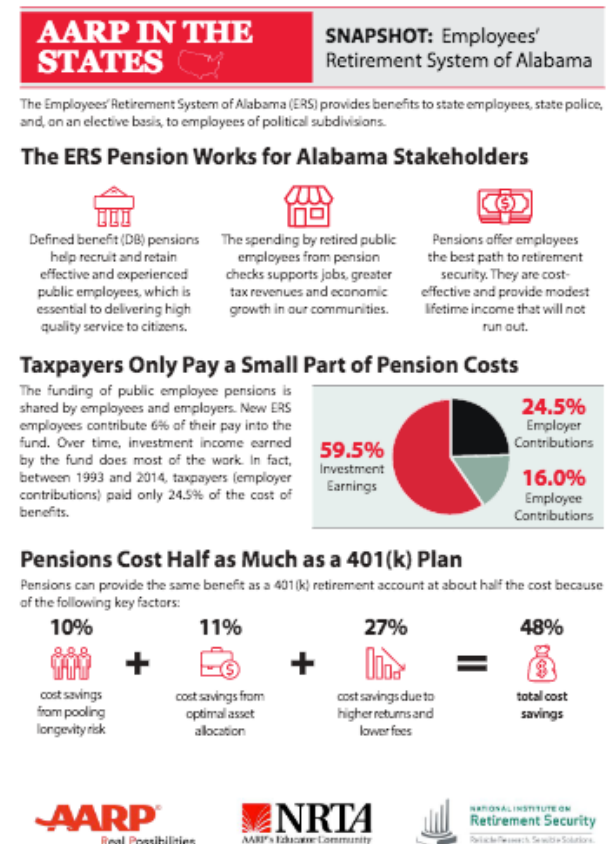 AARP IN THE
STATES
SNAPSHOT: Employees'
Retirement System of Alabama
The Employees' Retirement System of Alabama (ERS) provides benefits to state employees, state police,
and, on an elective basis, to employees of political subdivisions.
The ERS Pension Works for Alabama Stakeholders
Defined benefit (DB) pensions
help recruit and retain
effective and experienced
public employees, which is
essential to delivering high
quality service to citizens.
The spending by retired public
employees from pension
checks supports jobs, greater
tax revenues and economic
growth in our communities.
Pensions offer employees
the best path to retirement
security. They are cost-
effective and provide modest
lifetime income that will not
run out.
Taxpayers Only Pay a Small Part of Pension Costs
The funding of public employee pensions is
shared by employees and employers. New ERS
employees contribute 6% of their pay into the
fund. Over time, investment income earned
by the fund does most of the work. In fact,
between 1993 and 2014, taxpayers (employer
contributions) paid only 24.5% of the cost of
benefits.
59.5%
Investment
Earnings
24.5%
Employer
Contributions
16.0%
Employee
Contributions
Pensions Cost Half as Much as a 401(k) Plan
Pensions can provide the same benefit as a 401(k) retirement account at about half the cost because
of the following key factors:
10%
cost savings
from pooling
longevity risk
+
11%
cost savings from
optimal asset
allocation
+
27%
cost savings due to
higher returns and
lower fees
=
48%
total cost
savings
AARP®
Real Possibilities
NRTA
AARP's Educator Community
NATIONAL INSTITUTE ON
Retirement Security
Reliable Research. Sensible Solutions.